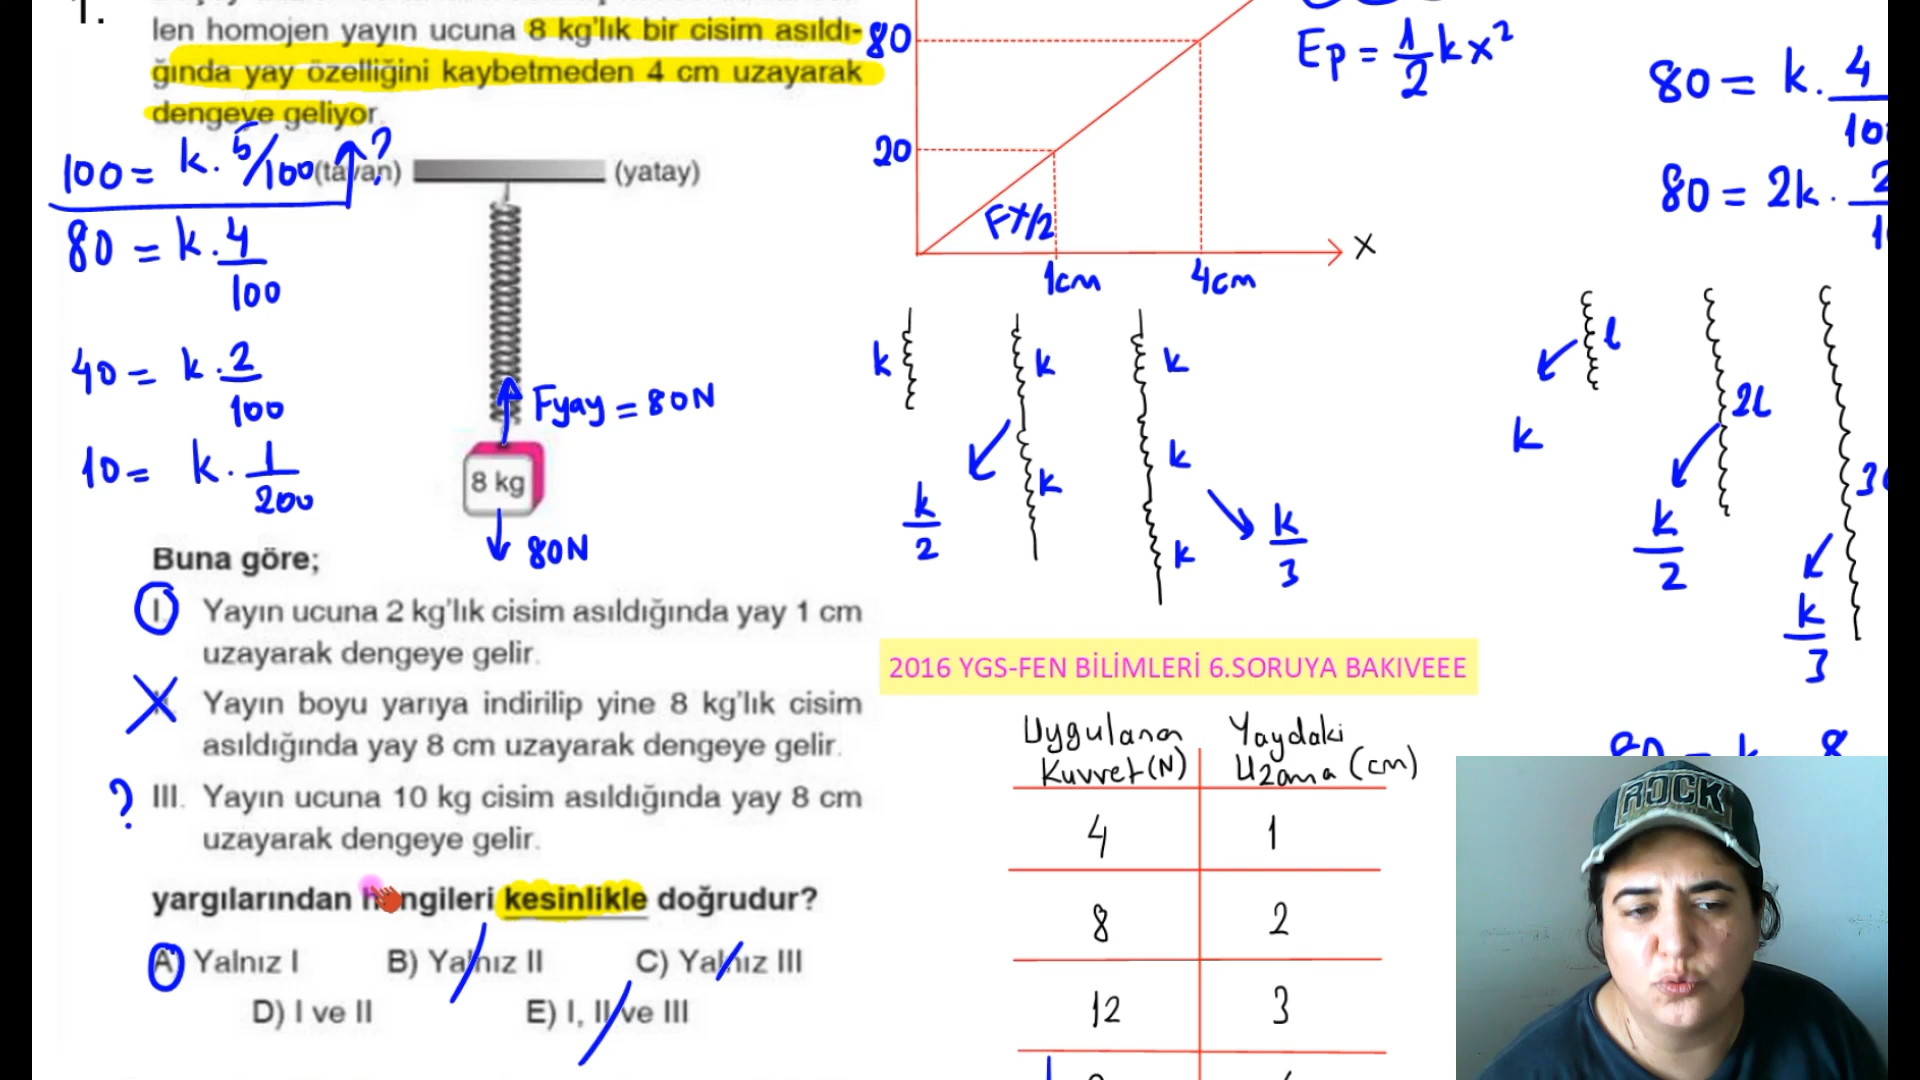 1.
len homojen yayın ucuna 8 kg'lık bir cisim asıldı-
ğında yay özelliğini kaybetmeden 4 cm uzayarak
dengeye geliyor.
100 = k. 5/100 ?
(tavan) (yatay)
80 = k. 4/100
40 = k. 2/100
10 = k. 1/200
Fyay = 80N
8 kg
80N
Buna göre;
I. Yayın ucuna 2 kg'lık cisim asıldığında yay 1 cm
uzayarak dengeye gelir.
Yayın boyu yarıya indirilip yine 8 kg'lık cisim
asıldığında yay 8 cm uzayarak dengeye gelir.
? III. Yayın ucuna 10 kg cisim asıldığında yay 8 cm
uzayarak dengeye gelir.
yargılarından hangileri kesinlikle doğrudur?
A) Yalnız I B) Yalnız II C) Yalnız III
D) I ve II E) I, II ve III
80
20
FX/2
1cm 4cm X
Ep = 1/2 kx²
80 = k. 4
80 = 2k.
k k k
k k
k/2 k k/3
l 2l
k k/2 k/3
2016 YGS-FEN BİLİMLERİ 6.SORUYA BAKIVEEE
Uygulanan Yaydaki
Kuvvet(N) Uzama (cm)
4 1
8 2
12 3
ROCK